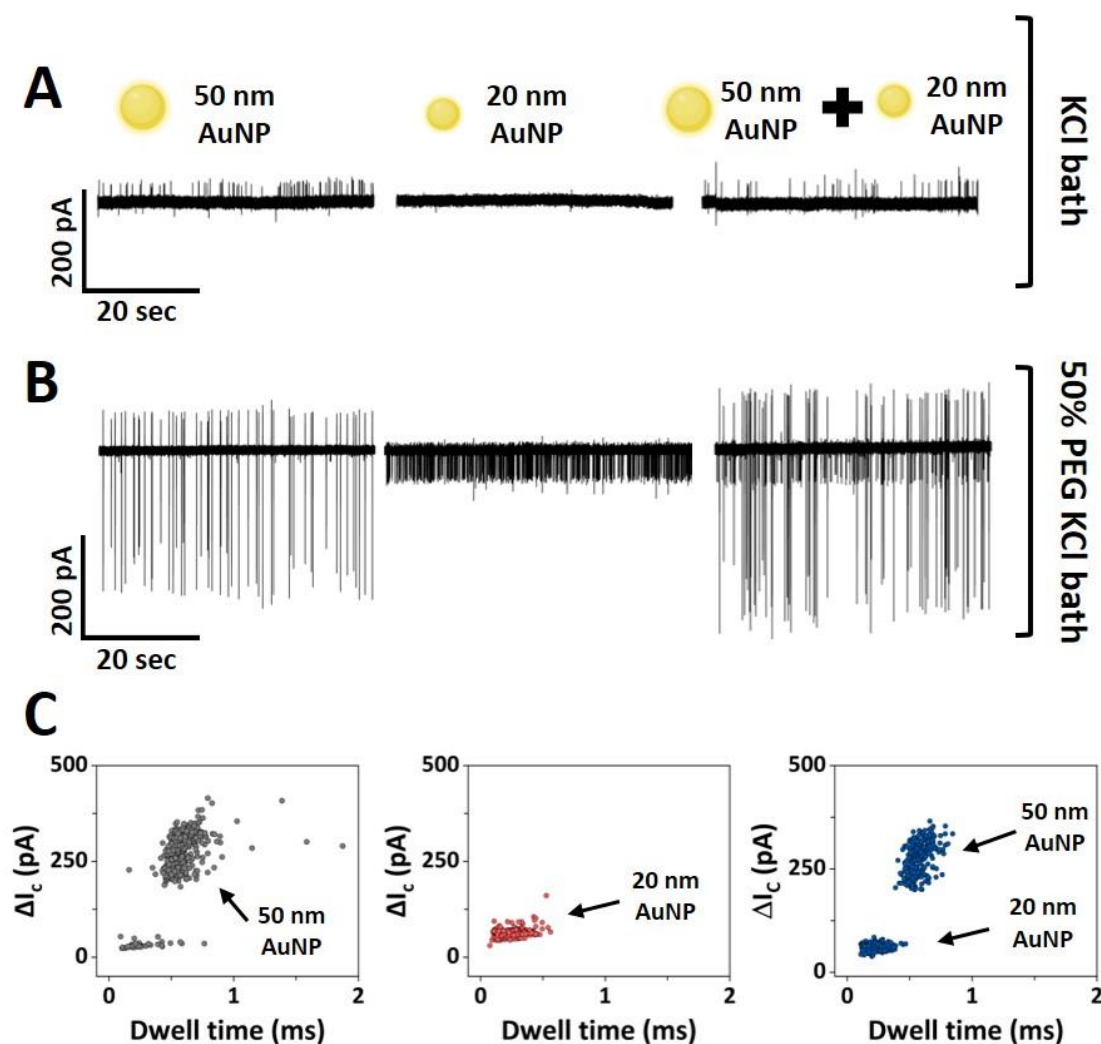 A
50 nm
AuNP
20 nm
AuNP
50 nm
AuNP
+
20 nm
AuNP
KCl bath
200 pA
20 sec
B
50% PEG KCl bath
200 pA
20 sec
C
500
250
0
ΔIC (pA)
50 nm
AuNP
0 1 2
Dwell time (ms)
500
250
0
ΔIC (pA)
20 nm
AuNP
0 1 2
Dwell time (ms)
500
250
0
ΔIC (pA)
50 nm
AuNP
20 nm
AuNP
0 1 2
Dwell time (ms)